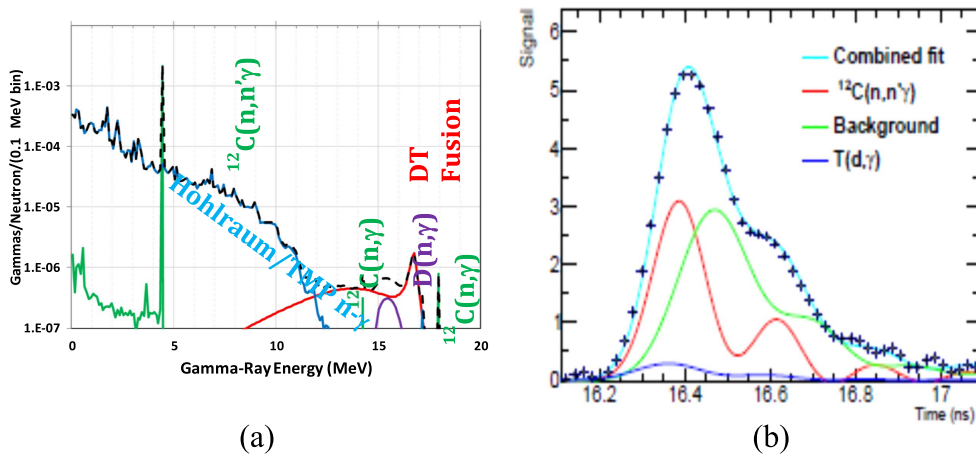 (a)
Gammas/Neutron/(0.1 MeV bin)
1.E-03
1.E-04
1.E-05
1.E-06
1.E-07
0
5
10
15
20
Gamma-Ray Energy (MeV)
¹²C(n,n'γ)
Hohlraum/TMP n-γ
¹²C(n,γ)
D(n,γ)
DT
Fusion
¹²C(n,γ)
(a)
(b)
Signal
6
5
4
3
2
1
0
Combined fit
¹²C(n,n'γ)
Background
T(d,γ)
16.2
16.4
16.6
16.8
17
Time (ns)
(b)